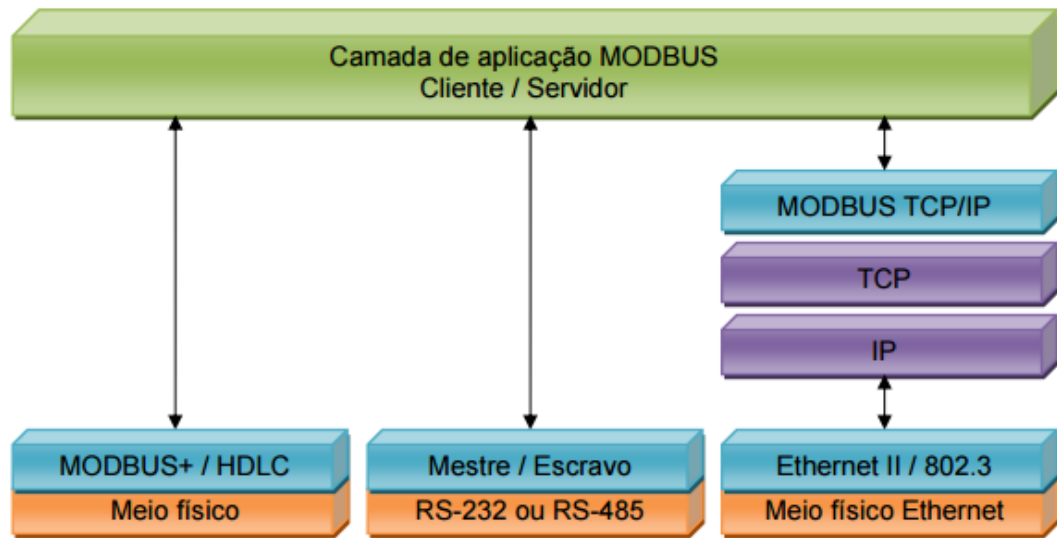 Camada de aplicação MODBUS
Cliente / Servidor
MODBUS TCP/IP
TCP
IP
MODBUS+ / HDLC
Mestre / Escravo
Ethernet II / 802.3
Meio físico
RS-232 ou RS-485
Meio físico Ethernet